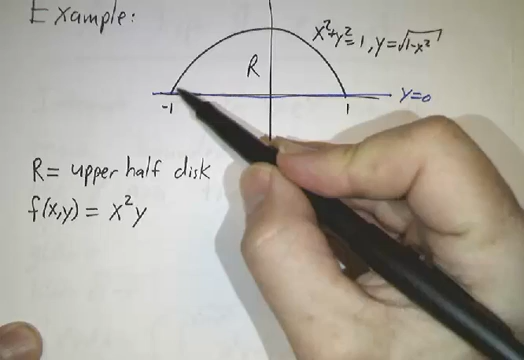 Example:
x²+y²=1, y=√1-x²
R
y=0
-1
1
R= upper half disk
f(x,y) = x²y